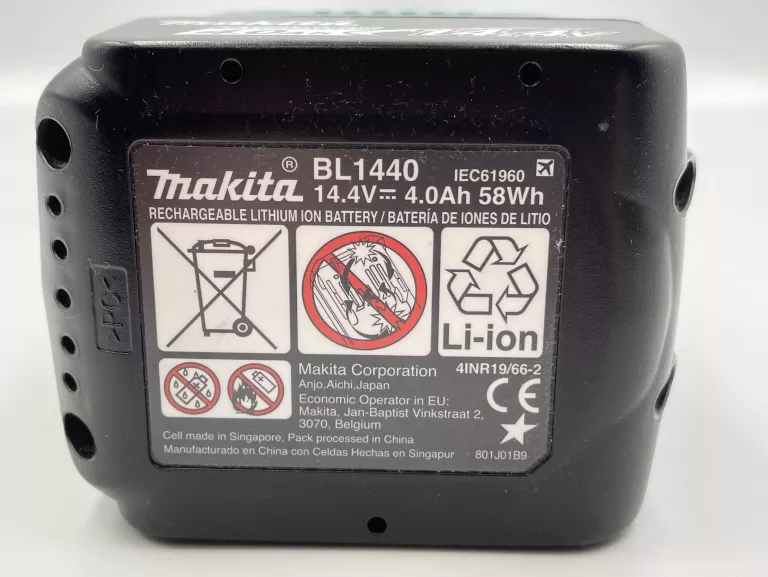 makita
makita® BL1440 IEC61960
14.4V⎓ 4.0Ah 58Wh
RECHARGEABLE LITHIUM ION BATTERY / BATERÍA DE IONES DE LITIO
Li-ion
>PC<
Makita Corporation
Anjo,Aichi,Japan
Economic Operator in EU:
Makita, Jan-Baptist Vinkstraat 2,
3070, Belgium
4INR19/66-2
CE
Cell made in Singapore, Pack processed in China
Manufacturado en China con Celdas Hechas en Singapur
801J01B9